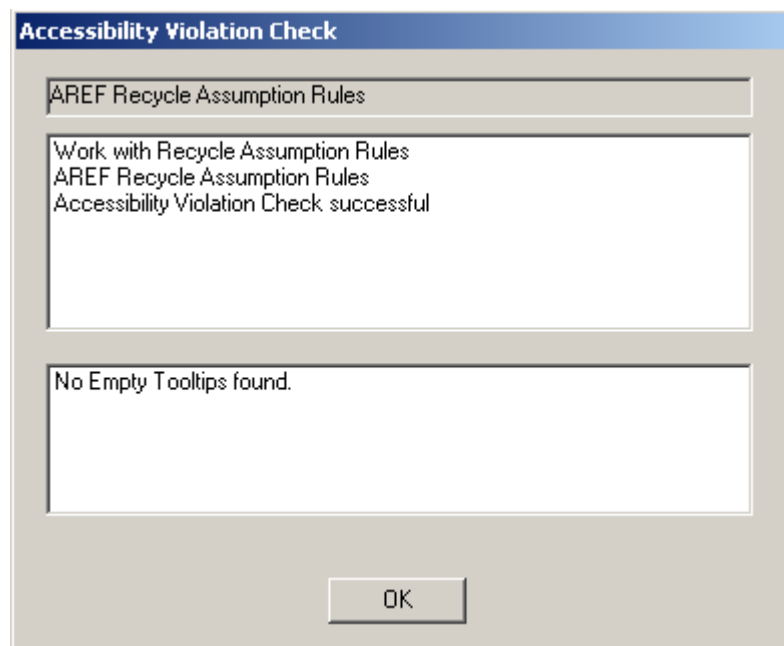 Accessibility Violation Check
AREF Recycle Assumption Rules
Work with Recycle Assumption Rules
AREF Recycle Assumption Rules
Accessibility Violation Check successful
No Empty Tooltips found.
OK